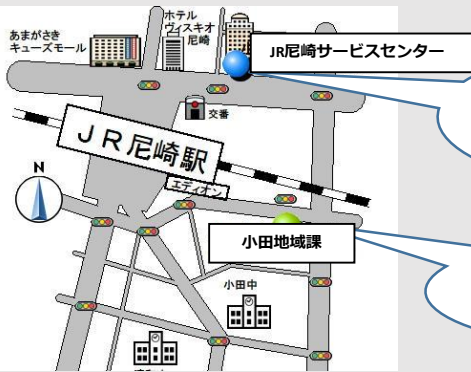 ホテル
ヴィスキオ
尼崎
あまがさき
キューズモール
JR尼崎サービスセンター
交番
JR尼崎駅
エディオン
N
小田地域課
小田中